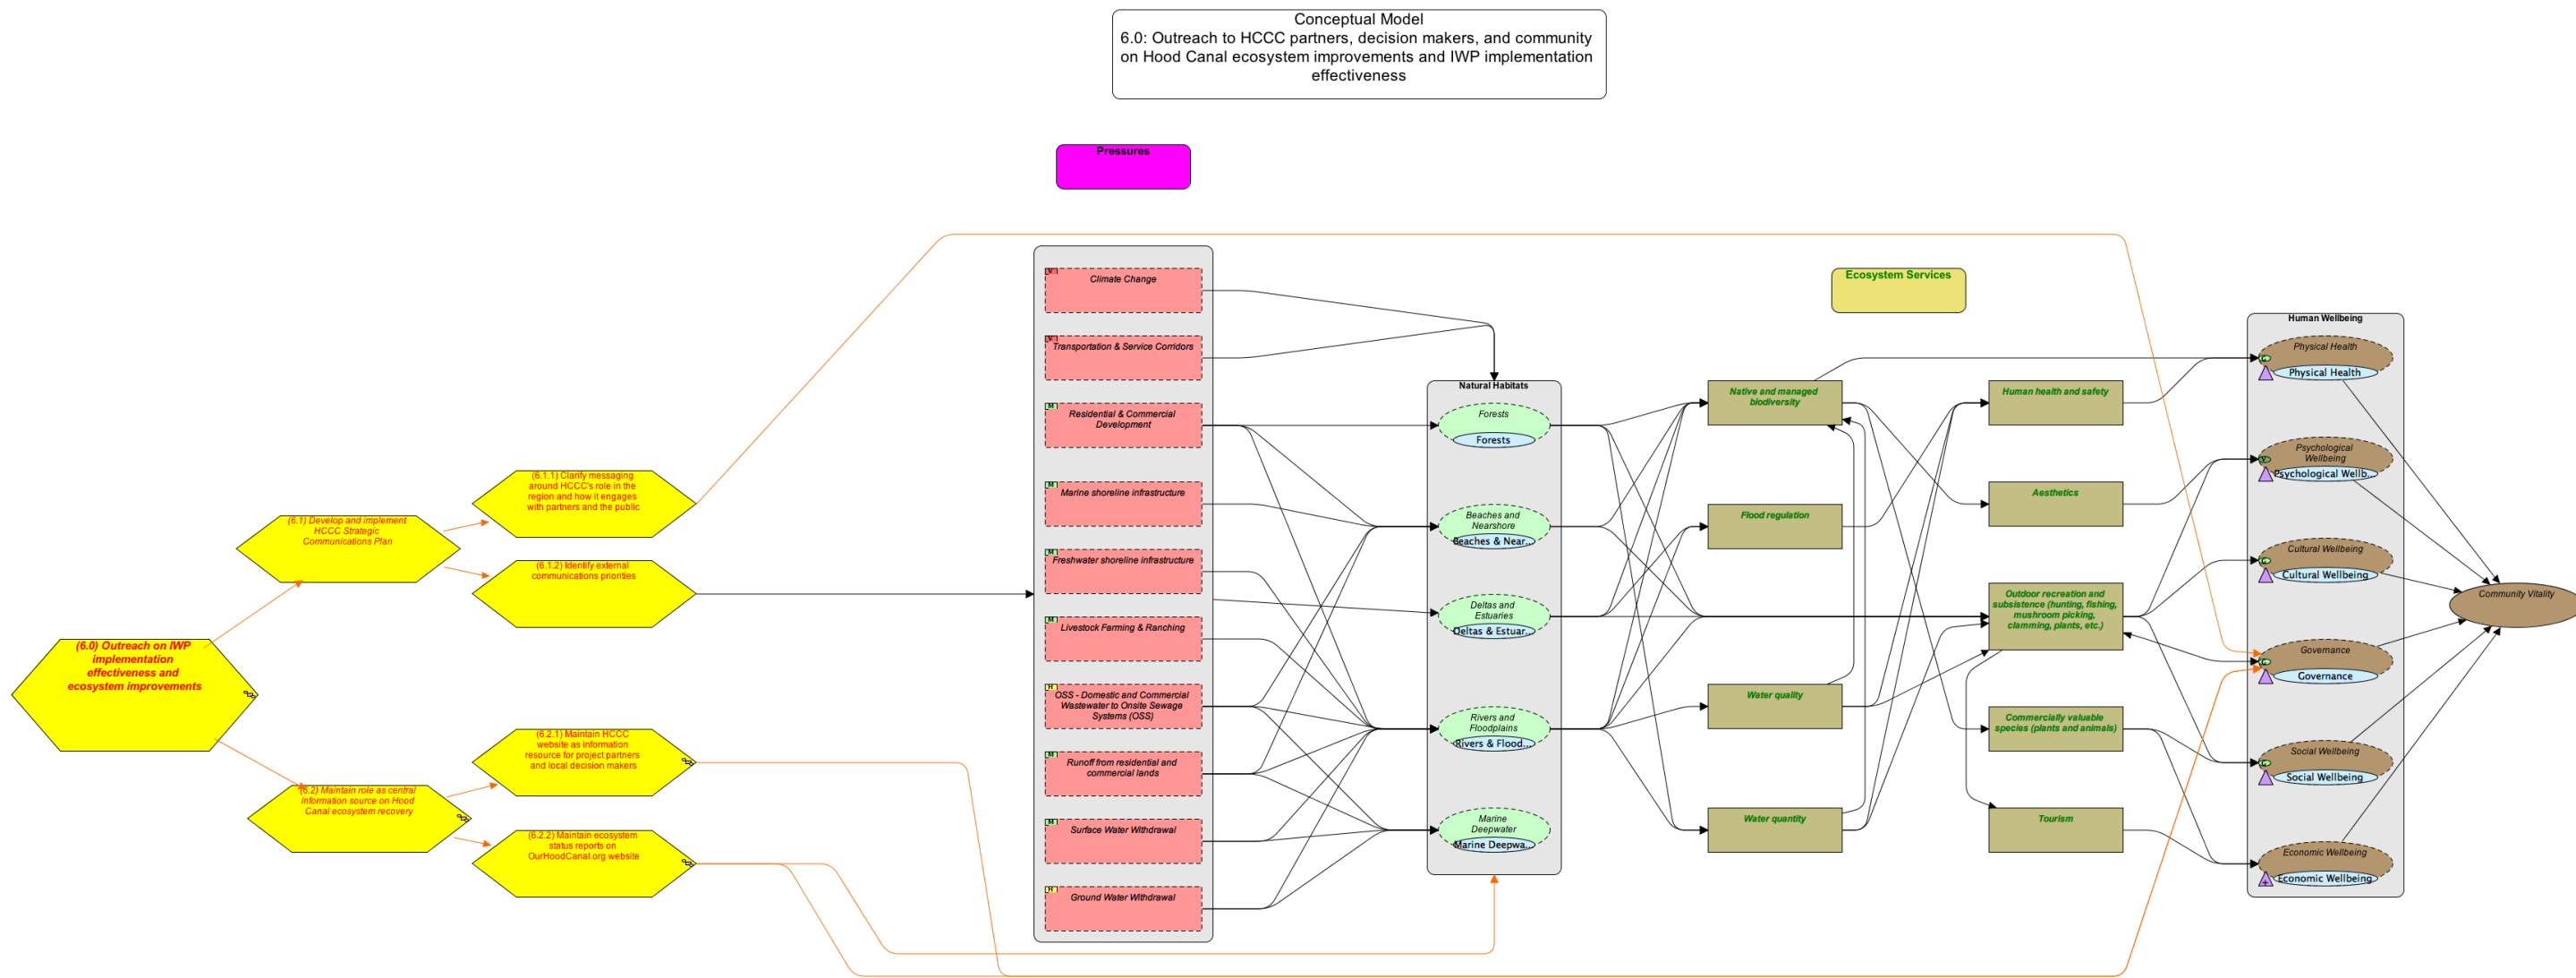 Conceptual Model
6.0: Outreach to HCCC partners, decision makers, and community
on Hood Canal ecosystem improvements and IWP implementation
effectiveness
Pressures
(6.0) Outreach on IWP
implementation
effectiveness and
ecosystem improvements
(6.1) Develop and implement
HCCC Strategic
Communications Plan
(6.2) Maintain role as central
information source on Hood
Canal ecosystem recovery
(6.1.1) Clarify messaging
around HCCC's role in the
region and how it engages
with partners and the public
(6.1.2) Identify external
communications priorities
(6.2.1) Maintain HCCC
website as information
resource for project partners
and local decision makers
(6.2.2) Maintain ecosystem
status reports on
OurHoodCanal.org website
V
Climate Change
V
Transportation & Service Corridors
M
Residential & Commercial
Development
M
Marine shoreline infrastructure
M
Freshwater shoreline infrastructure
M
Livestock Farming & Ranching
H
OSS - Domestic and Commercial
Wastewater to Onsite Sewage
Systems (OSS)
M
Runoff from residential and
commercial lands
M
Surface Water Withdrawal
H
Ground Water Withdrawal
Natural Habitats
Forests
Forests
Beaches and
Nearshore
Beaches & Near...
Deltas and
Estuaries
Deltas & Estuar...
Rivers and
Floodplains
Rivers & Flood...
Marine
Deepwater
Marine Deepwa...
Ecosystem Services
Native and managed
biodiversity
Flood regulation
Water quality
Water quantity
Human health and safety
Aesthetics
Outdoor recreation and
subsistence (hunting, fishing,
mushroom picking,
clamming, plants, etc.)
Commercially valuable
species (plants and animals)
Tourism
Human Wellbeing
Physical Health
Physical Health
Psychological
Wellbeing
Psychological Wellb...
Cultural Wellbeing
Cultural Wellbeing
Governance
Governance
Social Wellbeing
Social Wellbeing
Economic Wellbeing
Economic Wellbeing
Community Vitality